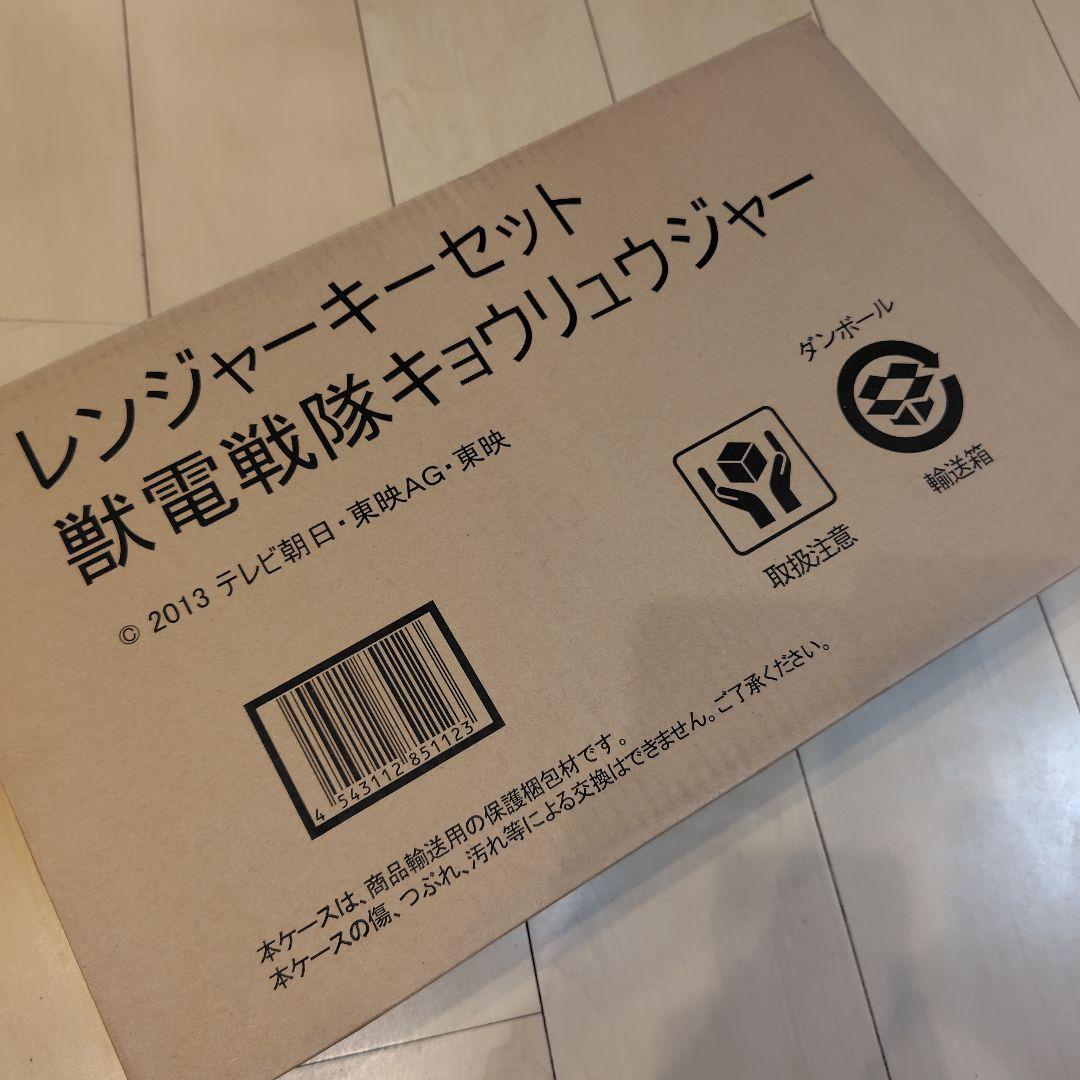 レンジャーキーセット
獣電戦隊キョウリュウジャー
© 2013 テレビ朝日・東映AG・東映
ダンボール
輸送箱
取扱注意
4 543112 851123
本ケースは、商品輸送用の保護梱包材です。
本ケースの傷、つぶれ、汚れ等による交換はできません。ご了承ください。